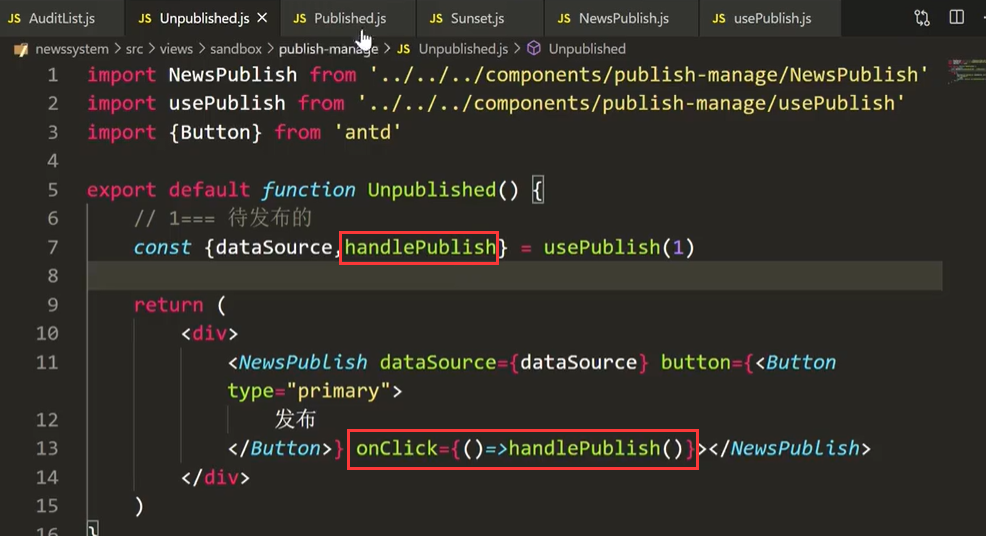 JS AuditList.js JS Unpublished.js × JS Published.js JS Sunset.js JS NewsPublish.js JS usePublish.js
newssystem > src > views > sandbox > publish-manage > JS Unpublished.js > Unpublished
1 import NewsPublish from '../../../components/publish-manage/NewsPublish'
2 import usePublish from '../../../components/publish-manage/usePublish'
3 import {Button} from 'antd'
4
5 export default function Unpublished() {
6 // 1=== 待发布的
7 const {dataSource,handlePublish} = usePublish(1)
8
9 return (
10 <div>
11 <NewsPublish dataSource={dataSource} button={<Button
type="primary">
12 发布
13 </Button>} onClick={()=>handlePublish()}></NewsPublish>
14 </div>
15 )
16 }